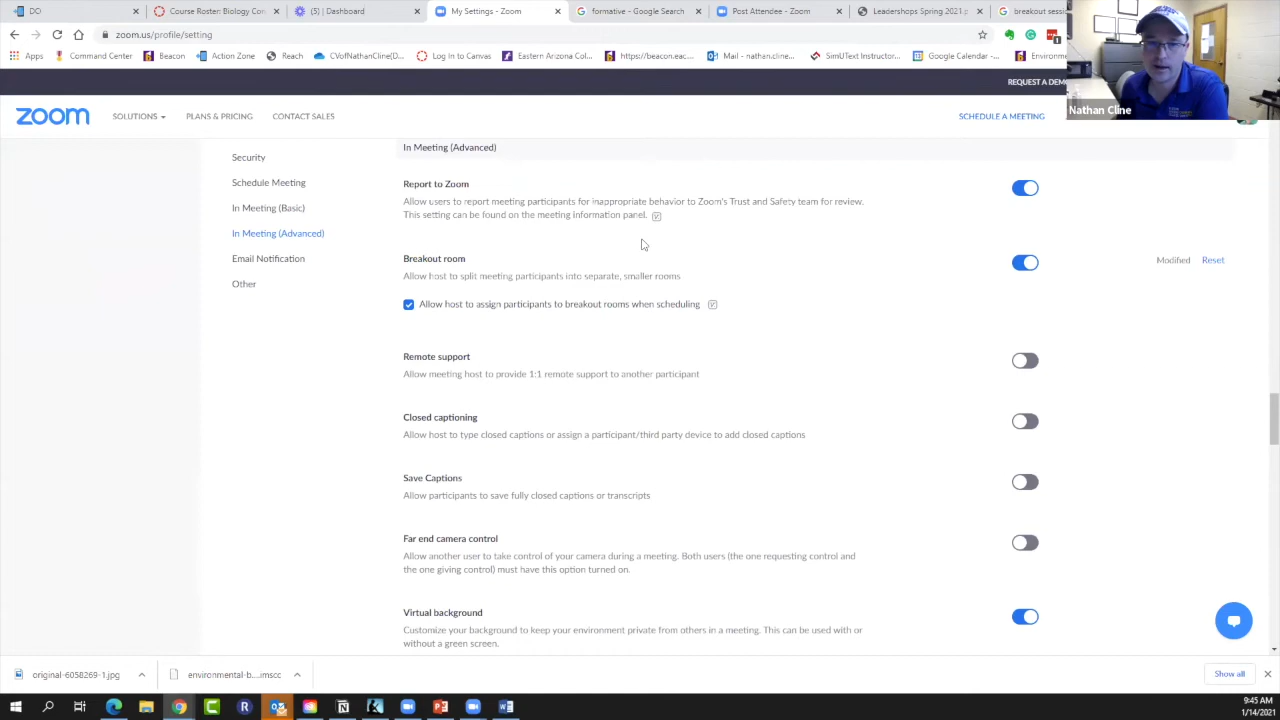 DO
Course Roster: Biology Con
(5) | Dashboard
My Settings - Zoom
formative - Google Search
Post Attendee - Zoom
Leadershops Spring 2021.p
breakout sessi
zoom.us/profile/setting
Apps
Command Center
Beacon
Action Zone
Reach
CVofNathanCline(D...
Log In to Canvas
Eastern Arizona Col...
https://beacon.eac...
Mail - nathan.cline...
SimUText Instructor...
Google Calendar -...
Environm
REQUEST A DEMO
Nathan Cline
zoom
SOLUTIONS
PLANS & PRICING
CONTACT SALES
SCHEDULE A MEETING
Security
Schedule Meeting
In Meeting (Basic)
In Meeting (Advanced)
Email Notification
Other
In Meeting (Advanced)
Report to Zoom
Allow users to report meeting participants for inappropriate behavior to Zoom's Trust and Safety team for review.
This setting can be found on the meeting information panel.
Breakout room
Modified Reset
Allow host to split meeting participants into separate, smaller rooms
Allow host to assign participants to breakout rooms when scheduling
Remote support
Allow meeting host to provide 1:1 remote support to another participant
Closed captioning
Allow host to type closed captions or assign a participant/third party device to add closed captions
Save Captions
Allow participants to save fully closed captions or transcripts
Far end camera control
Allow another user to take control of your camera during a meeting. Both users (the one requesting control and
the one giving control) must have this option turned on.
Virtual background
Customize your background to keep your environment private from others in a meeting. This can be used with or
without a green screen.
original-6058269-1.jpg
environmental-b....imscc
Show all
9:45 AM
1/14/2021